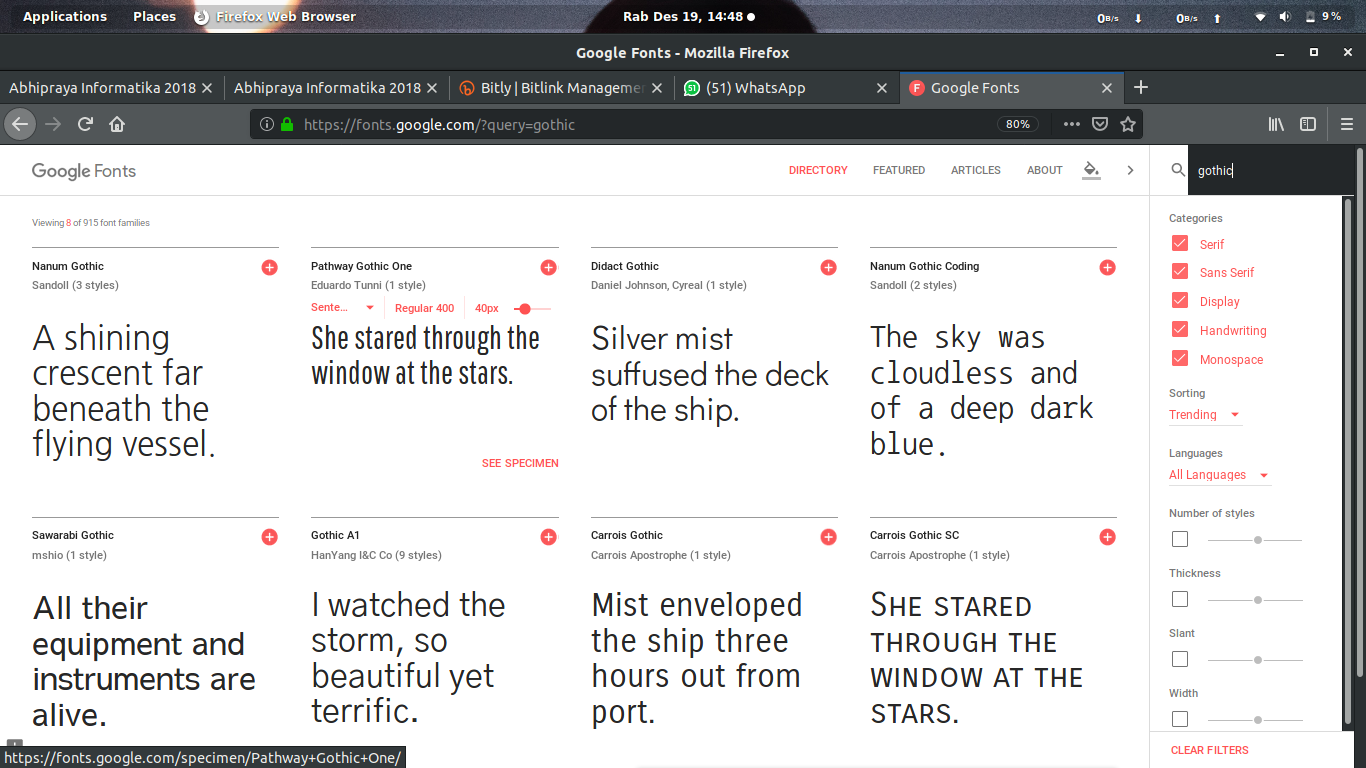 Applications Places Firefox Web Browser Rab Des 19, 14:48 0B/s 0B/s 9%
Google Fonts - Mozilla Firefox
Abhipraya Informatika 2018 Abhipraya Informatika 2018 Bitly | Bitlink Manageme (51) WhatsApp Google Fonts
https://fonts.google.com/?query=gothic 80%
Google Fonts DIRECTORY FEATURED ARTICLES ABOUT gothic
Viewing 8 of 915 font families
Nanum Gothic
Sandoll (3 styles)
A shining
crescent far
beneath the
flying vessel.
Pathway Gothic One
Eduardo Tunni (1 style)
Sente... Regular 400 40px
She stared through the
window at the stars.
SEE SPECIMEN
Didact Gothic
Daniel Johnson, Cyreal (1 style)
Silver mist
suffused the deck
of the ship.
Nanum Gothic Coding
Sandoll (2 styles)
The sky was
cloudless and
of a deep dark
blue.
Sawarabi Gothic
mshio (1 style)
All their
equipment and
instruments are
alive.
Gothic A1
HanYang I&C Co (9 styles)
I watched the
storm, so
beautiful yet
terrific.
Carrois Gothic
Carrois Apostrophe (1 style)
Mist enveloped
the ship three
hours out from
port.
Carrois Gothic SC
Carrois Apostrophe (1 style)
She stared
through the
window at the
stars.
Categories
Serif
Sans Serif
Display
Handwriting
Monospace
Sorting
Trending
Languages
All Languages
Number of styles
Thickness
Slant
Width
CLEAR FILTERS
https://fonts.google.com/specimen/Pathway+Gothic+One/